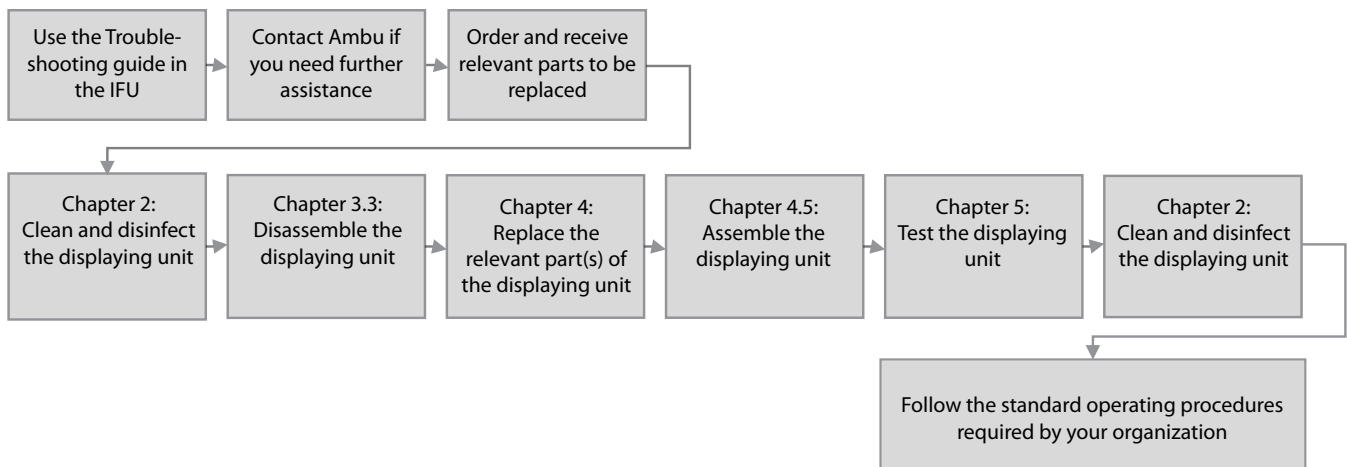 Use the Trouble-
shooting guide in
the IFU
Contact Ambu if
you need further
assistance
Order and receive
relevant parts to be
replaced
Chapter 2:
Clean and disinfect
the displaying unit
Chapter 3.3:
Disassemble the
displaying unit
Chapter 4:
Replace the
relevant part(s) of
the displaying unit
Chapter 4.5:
Assemble the
displaying unit
Chapter 5:
Test the displaying
unit
Chapter 2:
Clean and disinfect
the displaying unit
Follow the standard operating procedures
required by your organization